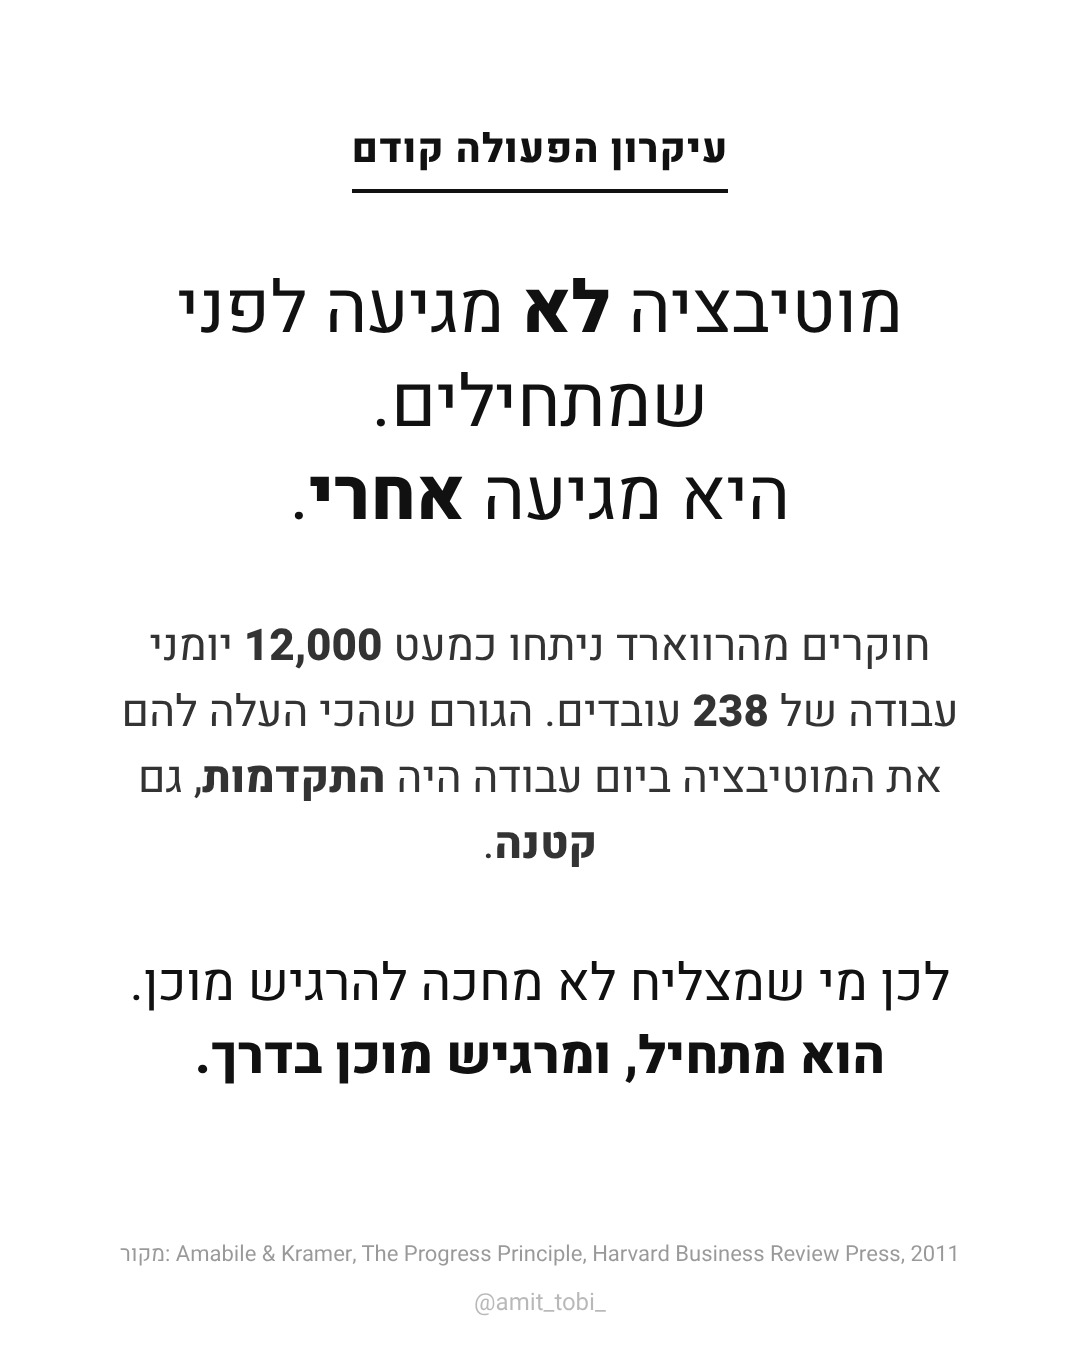 עיקרון הפעולה קודם
מוטיבציה לא מגיעה לפני
שמתחילים.
היא מגיעה אחרי.
חוקרים מהרווארד ניתחו כמעט 12,000 יומני
עבודה של 238 עובדים. הגורם שהכי העלה להם
את המוטיבציה ביום עבודה היה התקדמות, גם
קטנה.
לכן מי שמצליח לא מחכה להרגיש מוכן.
הוא מתחיל, ומרגיש מוכן בדרך.
מקור: Amabile & Kramer, The Progress Principle, Harvard Business Review Press, 2011
@amit_tobi_